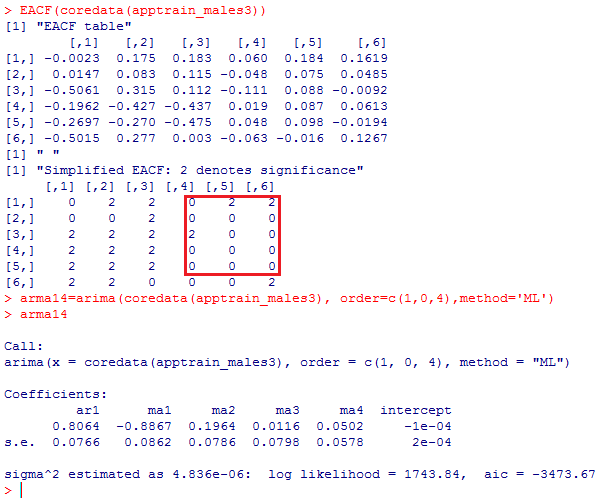 > EACF(coredata(apptrain_males3))
[1] "EACF table"
[,1] [,2] [,3] [,4] [,5] [,6]
[1,] -0.0023 0.175 0.183 0.060 0.184 0.1619
[2,] 0.0147 0.083 0.115 -0.048 0.075 0.0485
[3,] -0.5061 0.315 0.112 -0.111 0.088 -0.0092
[4,] -0.1962 -0.427 -0.437 0.019 0.087 0.0613
[5,] -0.2697 -0.270 -0.475 0.048 0.098 -0.0194
[6,] -0.5015 0.277 0.003 -0.063 -0.016 0.1267
[1] " "
[1] "Simplified EACF: 2 denotes significance"
[,1] [,2] [,3] [,4] [,5] [,6]
[1,] 0 2 2 0 2 2
[2,] 0 0 2 0 0 0
[3,] 2 2 2 2 0 0
[4,] 2 2 2 0 0 0
[5,] 2 2 2 0 0 0
[6,] 2 2 0 0 0 2
> arma14=arima(coredata(apptrain_males3), order=c(1,0,4),method='ML')
> arma14
Call:
arima(x = coredata(apptrain_males3), order = c(1, 0, 4), method = "ML")
Coefficients:
ar1 ma1 ma2 ma3 ma4 intercept
0.8064 -0.8867 0.1964 0.0116 0.0502 -1e-04
s.e. 0.0766 0.0862 0.0786 0.0798 0.0578 2e-04
sigma^2 estimated as 4.836e-06: log likelihood = 1743.84, aic = -3473.67
>